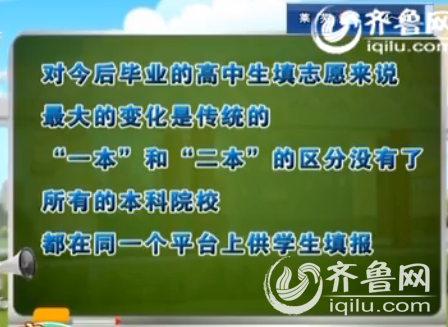 齐鲁网
iqilu.com
对今后毕业的高中生填志愿来说
最大的变化是传统的
“一本”和“二本”的区分没有了
所有的本科院校
都在同一个平台上供学生填报
齐鲁网
iqilu.com